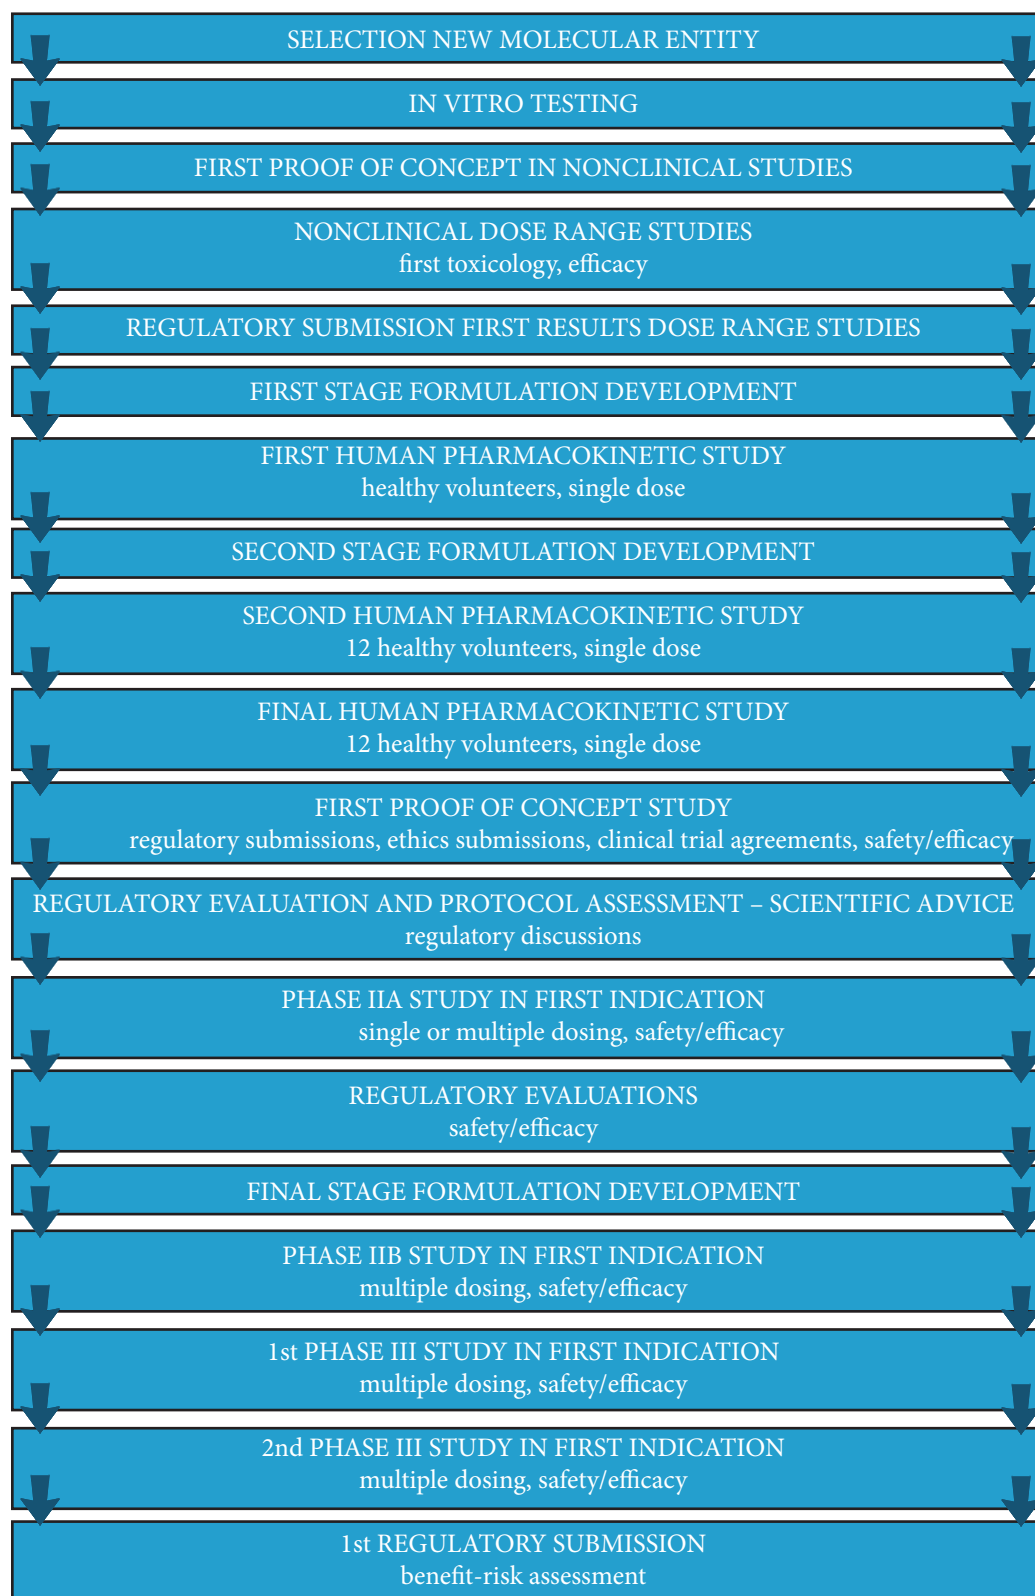 SELECTION NEW MOLECULAR ENTITY
IN VITRO TESTING
FIRST PROOF OF CONCEPT IN NONCLINICAL STUDIES
NONCLINICAL DOSE RANGE STUDIES
first toxicology, efficacy
REGULATORY SUBMISSION FIRST RESULTS DOSE RANGE STUDIES
FIRST STAGE FORMULATION DEVELOPMENT
FIRST HUMAN PHARMACOKINETIC STUDY
healthy volunteers, single dose
SECOND STAGE FORMULATION DEVELOPMENT
SECOND HUMAN PHARMACOKINETIC STUDY
12 healthy volunteers, single dose
FINAL HUMAN PHARMACOKINETIC STUDY
12 healthy volunteers, single dose
FIRST PROOF OF CONCEPT STUDY
regulatory submissions, ethics submissions, clinical trial agreements, safety/efficacy
REGULATORY EVALUATION AND PROTOCOL ASSESSMENT – SCIENTIFIC ADVICE
regulatory discussions
PHASE IIA STUDY IN FIRST INDICATION
single or multiple dosing, safety/efficacy
REGULATORY EVALUATIONS
safety/efficacy
FINAL STAGE FORMULATION DEVELOPMENT
PHASE IIB STUDY IN FIRST INDICATION
multiple dosing, safety/efficacy
1st PHASE III STUDY IN FIRST INDICATION
multiple dosing, safety/efficacy
2nd PHASE III STUDY IN FIRST INDICATION
multiple dosing, safety/efficacy
1st REGULATORY SUBMISSION
benefit-risk assessment